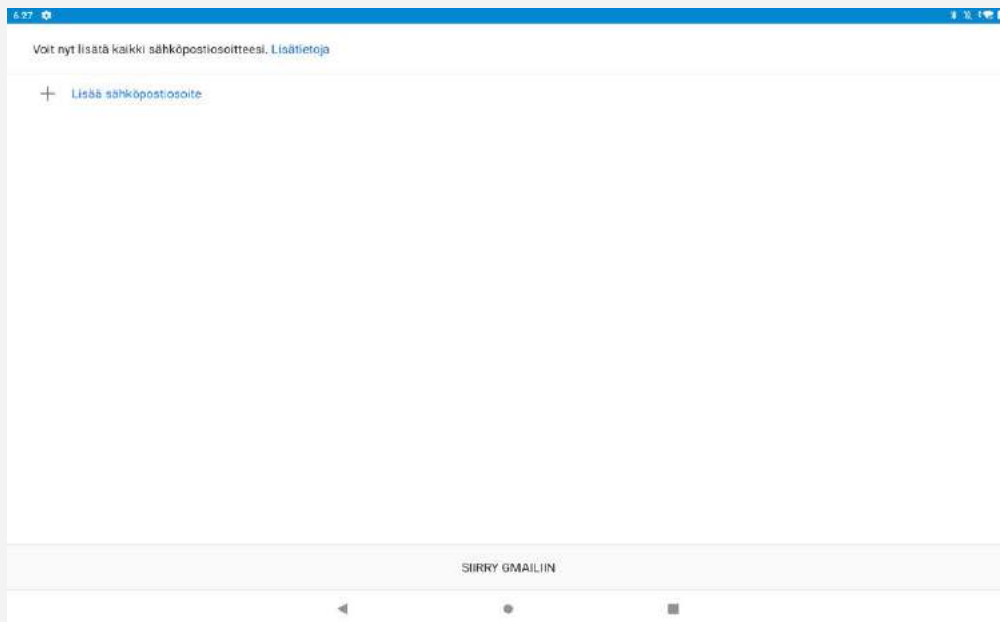 6.27
Voit nyt lisätä kaikki sähköpostiosoitteesi. Lisätietoja
Lisää sähköpostiosoite
SIIRRY GMAILIIN